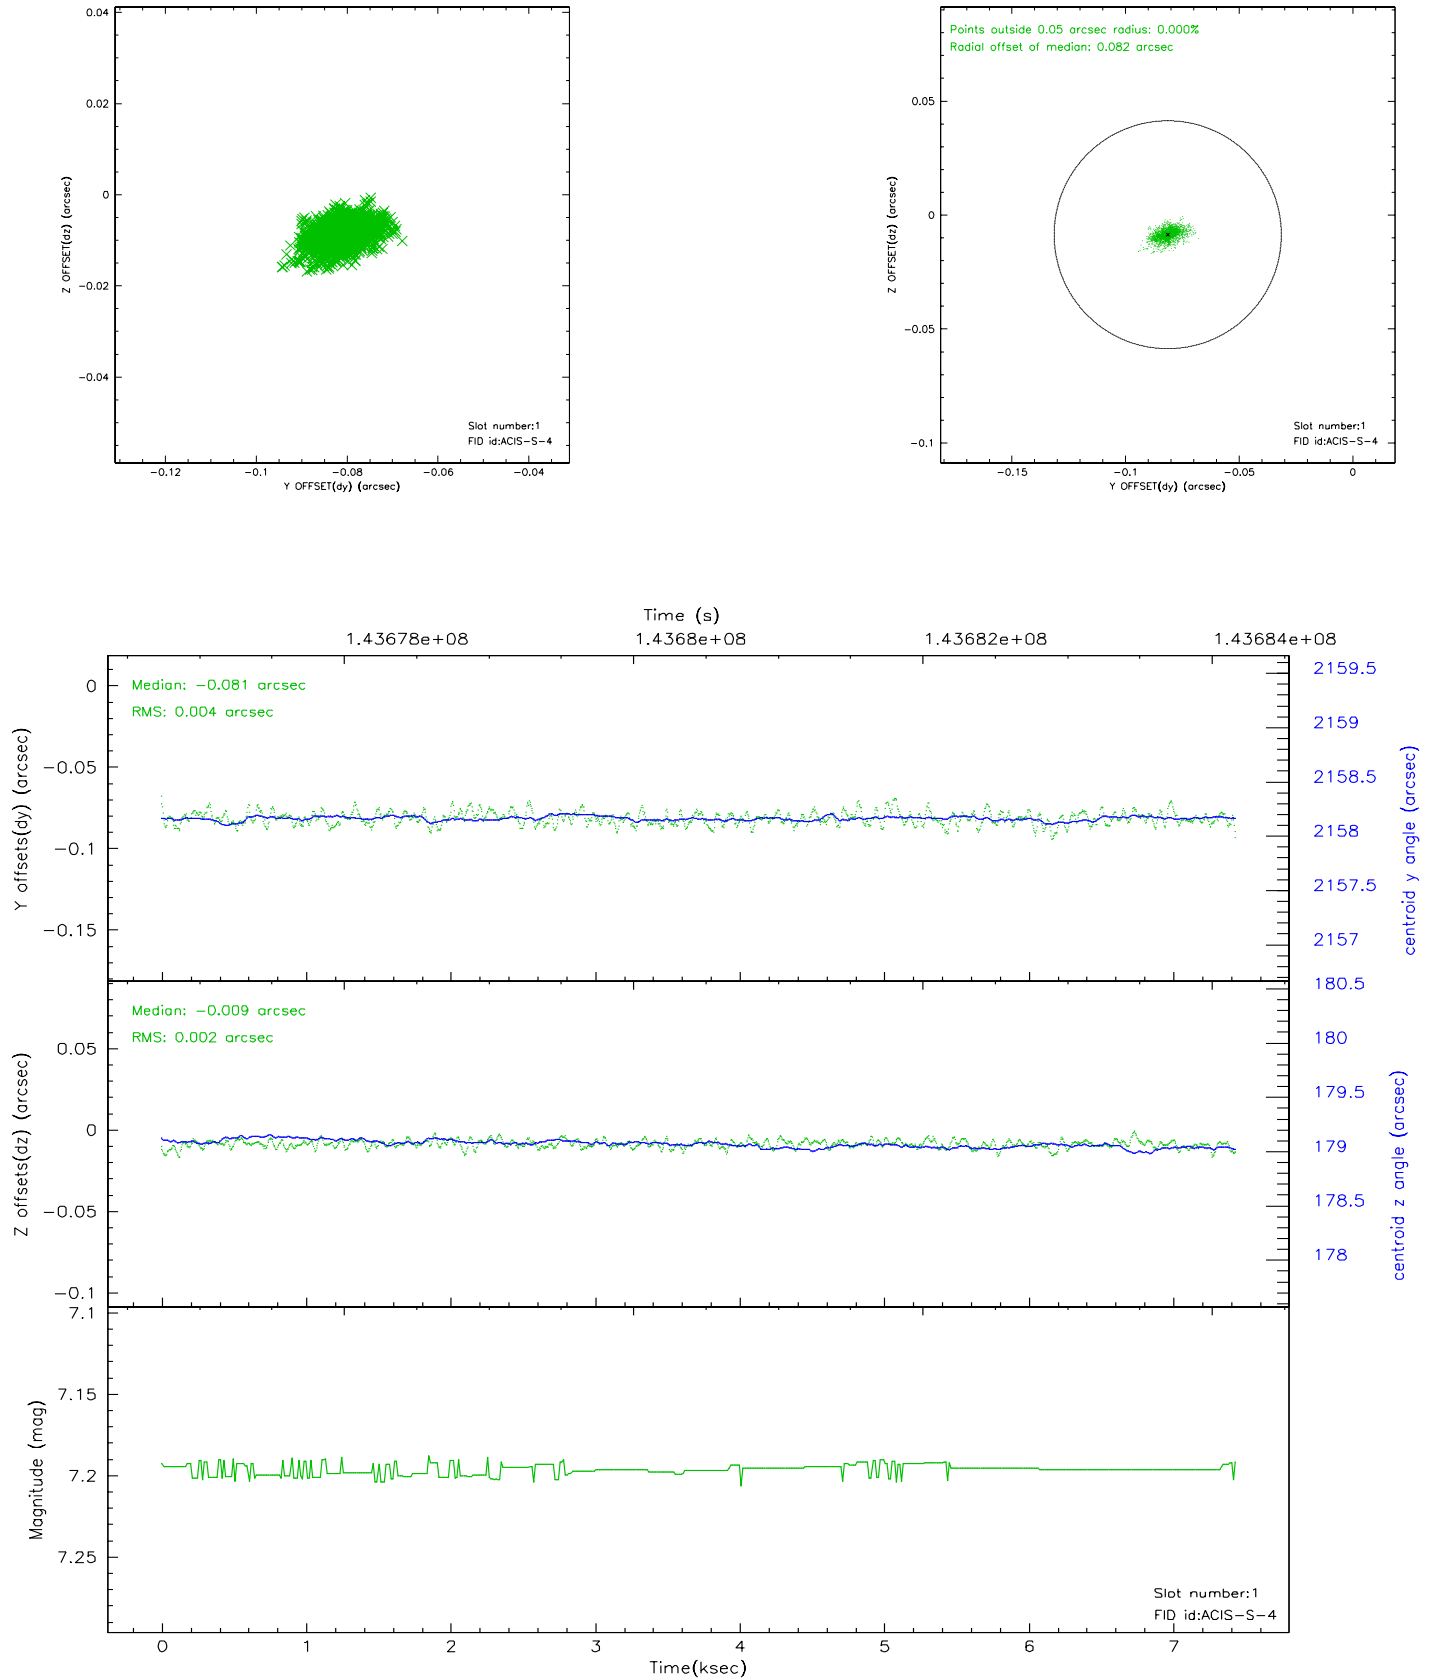 0.04
0.02
0
−0.02
−0.04
Z OFFSET(dz) (arcsec)
Slot number:1
FID id:ACIS−S−4
−0.12 −0.1 −0.08 −0.06 −0.04
Y OFFSET(dy) (arcsec)
Points outside 0.05 arcsec radius: 0.000%
Radial offset of median: 0.082 arcsec
0.05
0
−0.05
−0.1
Z OFFSET(dz) (arcsec)
Slot number:1
FID id:ACIS−S−4
−0.15 −0.1 −0.05 0
Y OFFSET(dy) (arcsec)
Time (s)
1.43678e+08 1.4368e+08 1.43682e+08 1.43684e+08
Median: −0.081 arcsec
RMS: 0.004 arcsec
0
−0.05
−0.1
−0.15
Y offsets(dy) (arcsec)
2159.5
2159
2158.5
2158
2157.5
2157
centroid y angle (arcsec)
Median: −0.009 arcsec
RMS: 0.002 arcsec
0.05
0
−0.05
−0.1
Z offsets(dz) (arcsec)
180.5
180
179.5
179
178.5
178
centroid z angle (arcsec)
7.1
7.15
7.2
7.25
Magnitude (mag)
Slot number:1
FID id:ACIS−S−4
0 1 2 3 4 5 6 7
Time(ksec)